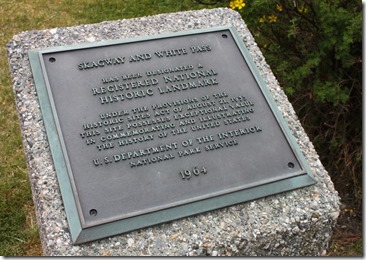 SKAGWAY AND WHITE PASS
HAS BEEN DESIGNATED A
REGISTERED NATIONAL
HISTORIC LANDMARK
UNDER THE PROVISIONS OF THE
HISTORIC SITES ACT OF AUGUST 21, 1935
THIS SITE POSSESSES EXCEPTIONAL VALUE
IN COMMEMORATING AND ILLUSTRATING
THE HISTORY OF THE UNITED STATES
U.S. DEPARTMENT OF THE INTERIOR
NATIONAL PARK SERVICE
1964